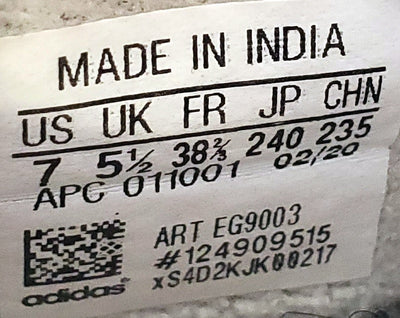 MADE IN INDIA
US UK FR JP CHN
7 5½ 38⅔ 240 235
APC 011001 02/20
ART EG9003
#124909515
xS4D2KJK00217
adidas